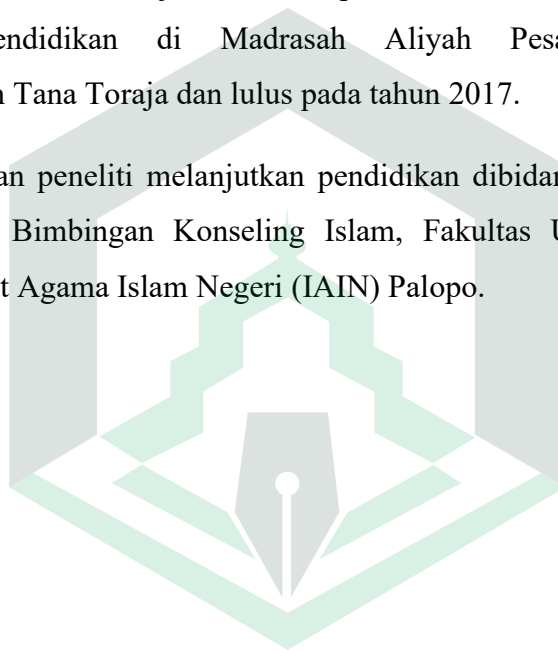 endidikan di Madrasah Aliyah Pesa
n Tana Toraja dan lulus pada tahun 2017.
an peneliti melanjutkan pendidikan dibidan
Bimbingan Konseling Islam, Fakultas U
t Agama Islam Negeri (IAIN) Palopo.